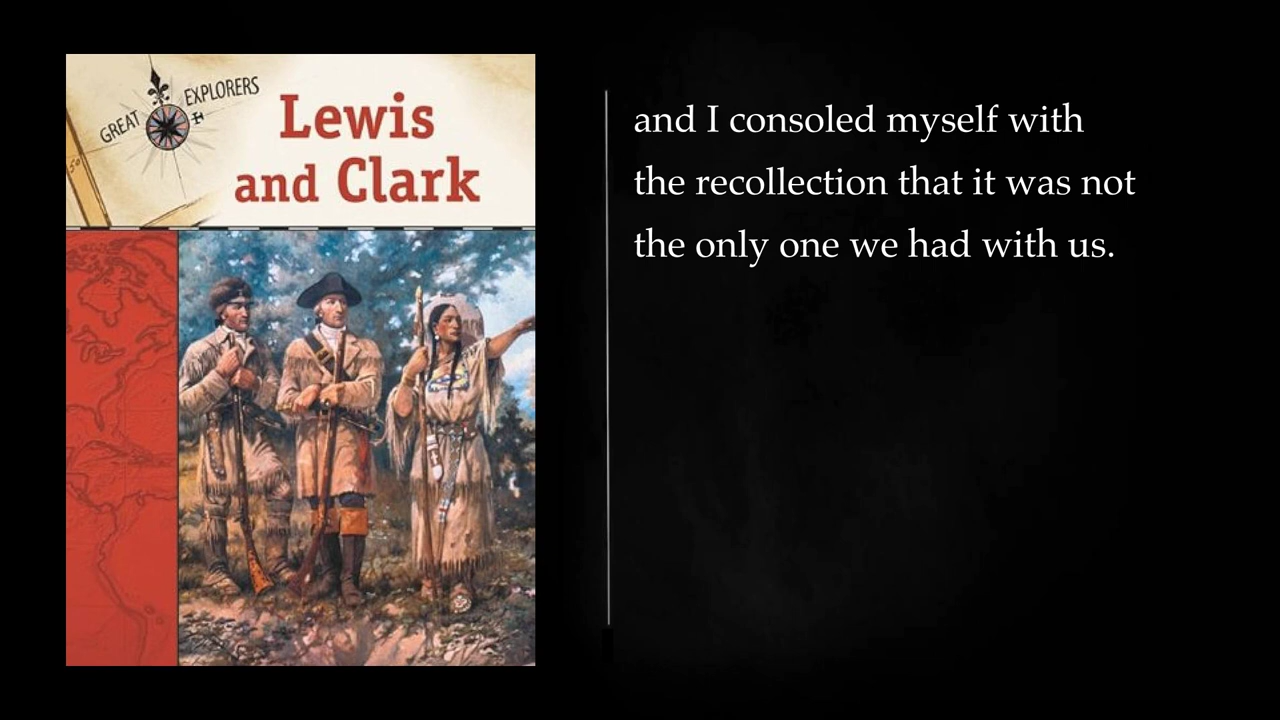 GREAT EXPLORERS
Lewis
and Clark
50
and I consoled myself with
the recollection that it was not
the only one we had with us.